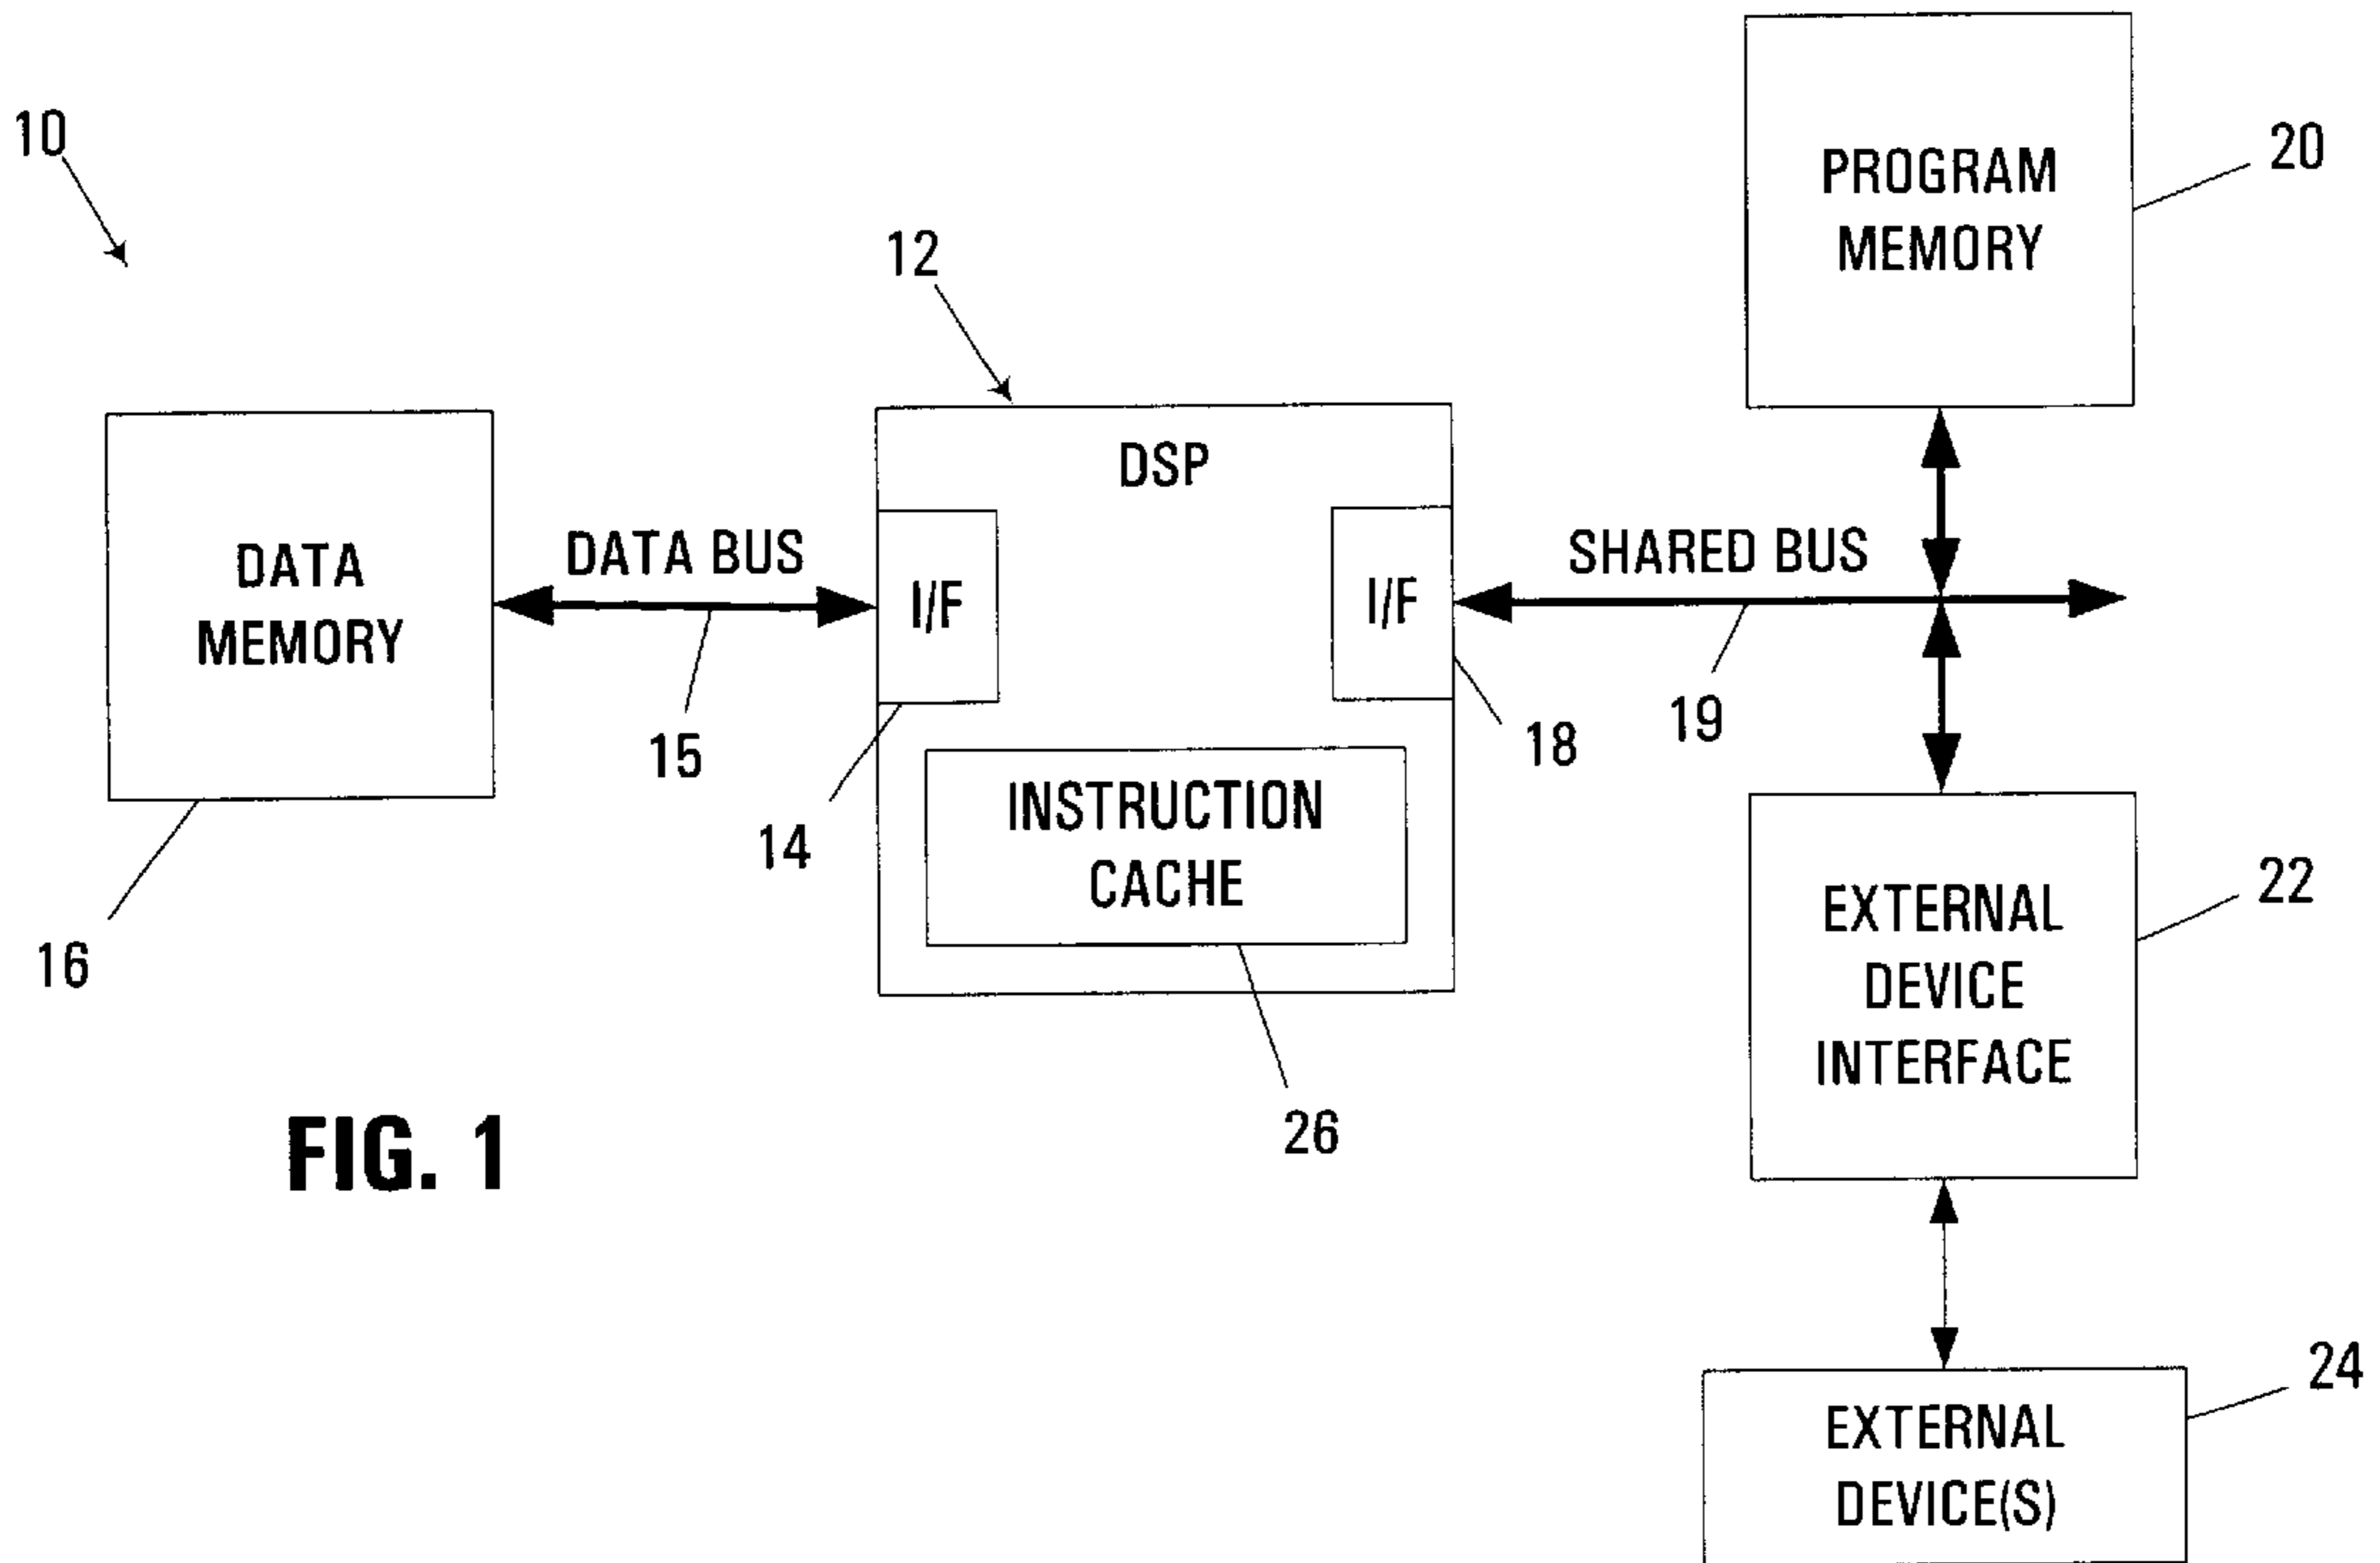 10
12
20
PROGRAM
MEMORY
DATA
MEMORY
16
DATA BUS
15
DSP
I/F
14
I/F
18
INSTRUCTION
CACHE
26
SHARED BUS
19
EXTERNAL
DEVICE
INTERFACE
22
EXTERNAL
DEVICE(S)
24
FIG. 1